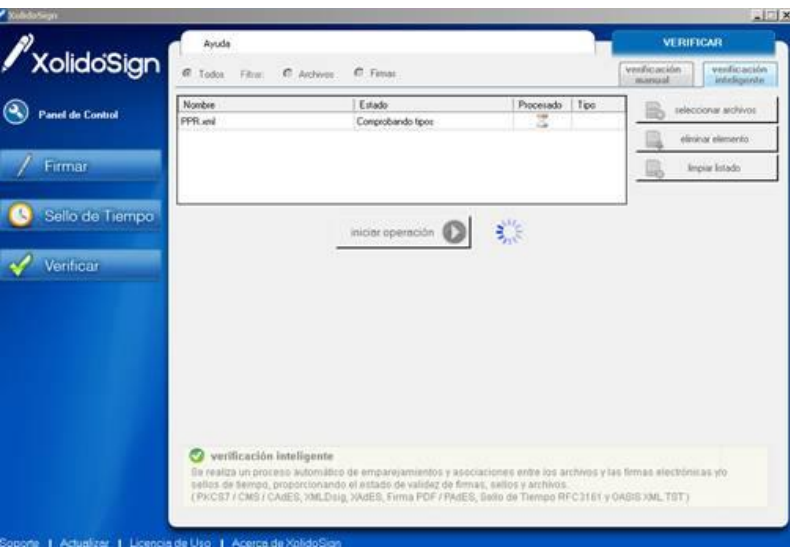 XolidoSign
XolidoSign
Panel de Control
Firmar
Sello de Tiempo
Verificar
Ayuda
VERIFICAR
Todos Filtrar: Archivos Firmas
verificación manual
verificación inteligente
Nombre Estado Procesado Tipo
PPR.xml Comprobando tipos
seleccionar archivos
eliminar elemento
limpiar listado
iniciar operación
verificación inteligente
Se realiza un proceso automático de emparejamientos y asociaciones entre los archivos y las firmas electrónicas y/o
sellos de tiempo, proporcionando el estado de validez de firmas, sellos y archivos.
( PKCS7 / CMS / CAdES, XMLDsig, XAdES, Firma PDF / PAdES, Sello de Tiempo RFC3161 y OASIS XML TST )
Soporte | Actualizar | Licencia de Uso | Acerca de XolidoSign